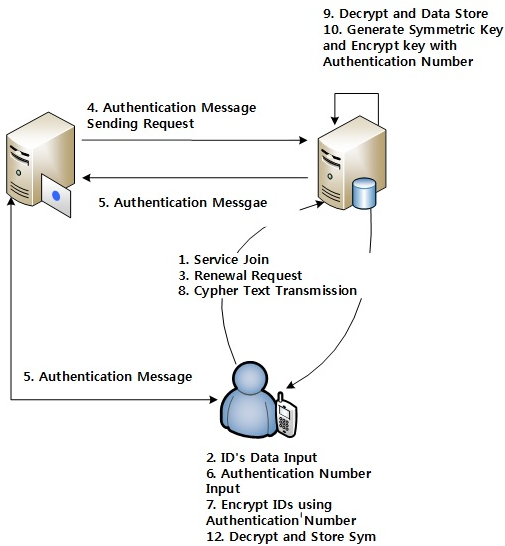 9. Decrypt and Data Store
10. Generate Symmetric Key
and Encrypt key with
Authentication Number
4. Authentication Message
Sending Request
5. Authentication Messgae
1. Service Join
3. Renewal Request
8. Cypher Text Transmission
5. Authentication Message
2. ID's Data Input
6. Authentication Number
Input
7. Encrypt IDs using
Authentication Number
12. Decrypt and Store Sym